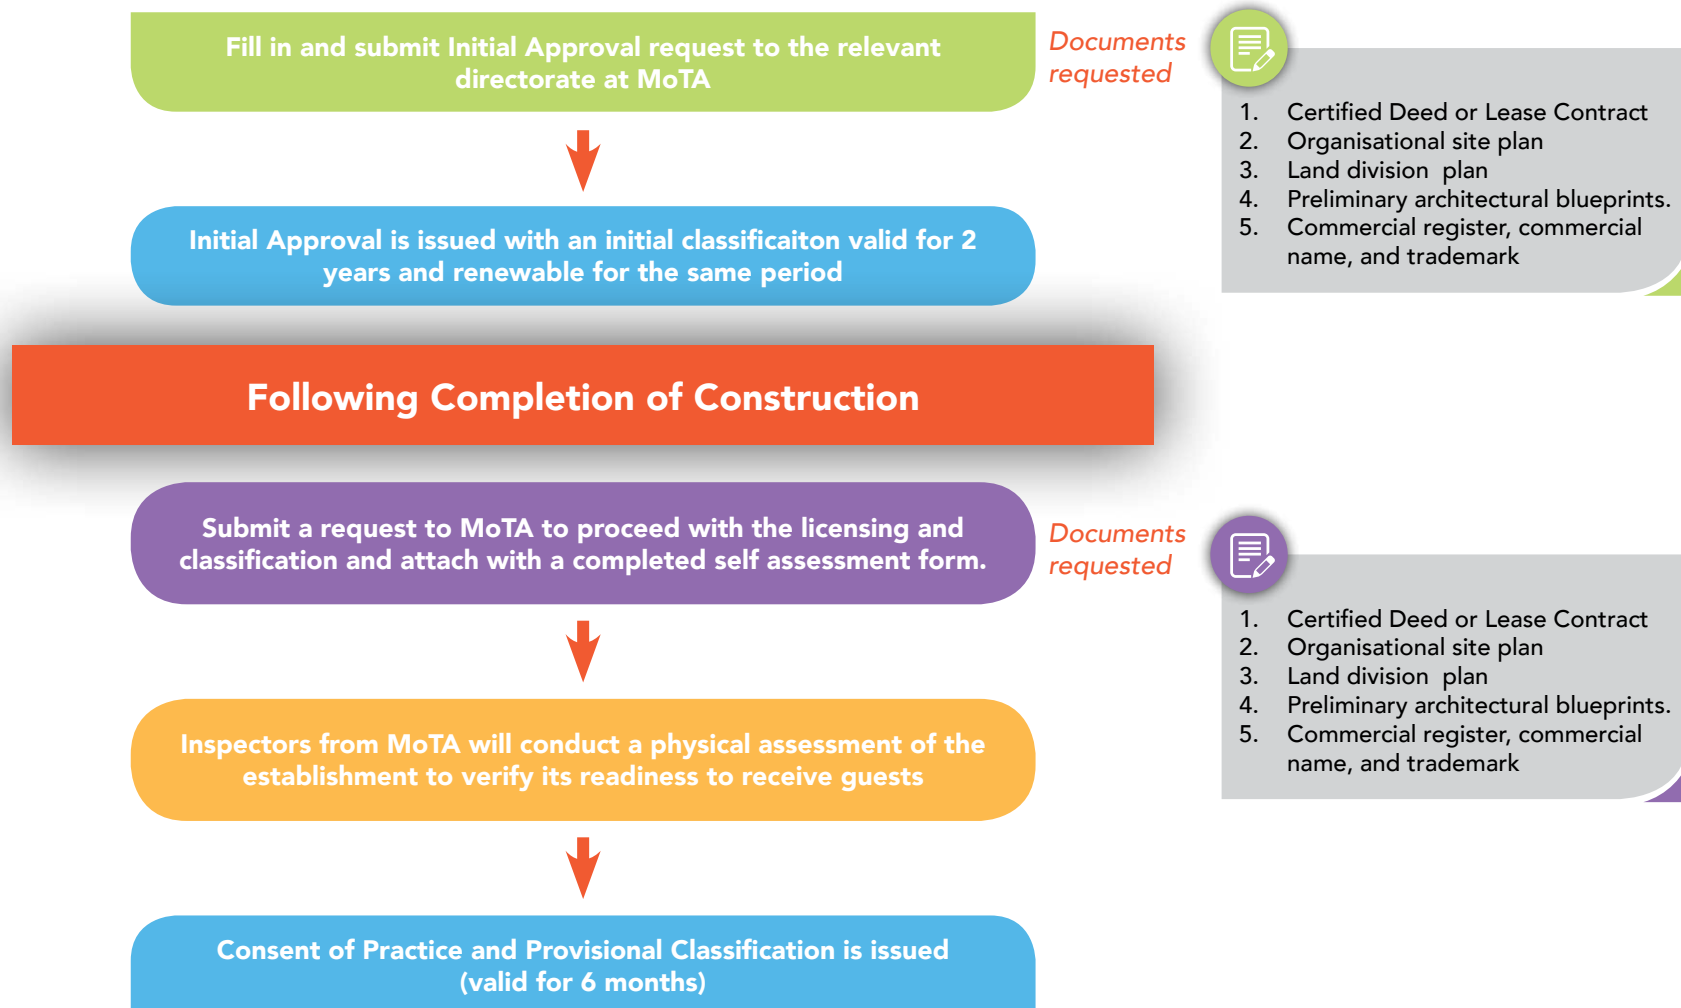 Fill in and submit Initial Approval request to the relevant
directorate at MoTA
Documents
requested
1. Certified Deed or Lease Contract
2. Organisational site plan
3. Land division plan
4. Preliminary architectural blueprints.
5. Commercial register, commercial
name, and trademark
Initial Approval is issued with an initial classificaiton valid for 2
years and renewable for the same period
Following Completion of Construction
Submit a request to MoTA to proceed with the licensing and
classification and attach with a completed self assessment form.
Documents
requested
1. Certified Deed or Lease Contract
2. Organisational site plan
3. Land division plan
4. Preliminary architectural blueprints.
5. Commercial register, commercial
name, and trademark
Inspectors from MoTA will conduct a physical assessment of the
establishment to verify its readiness to receive guests
Consent of Practice and Provisional Classification is issued
(valid for 6 months)